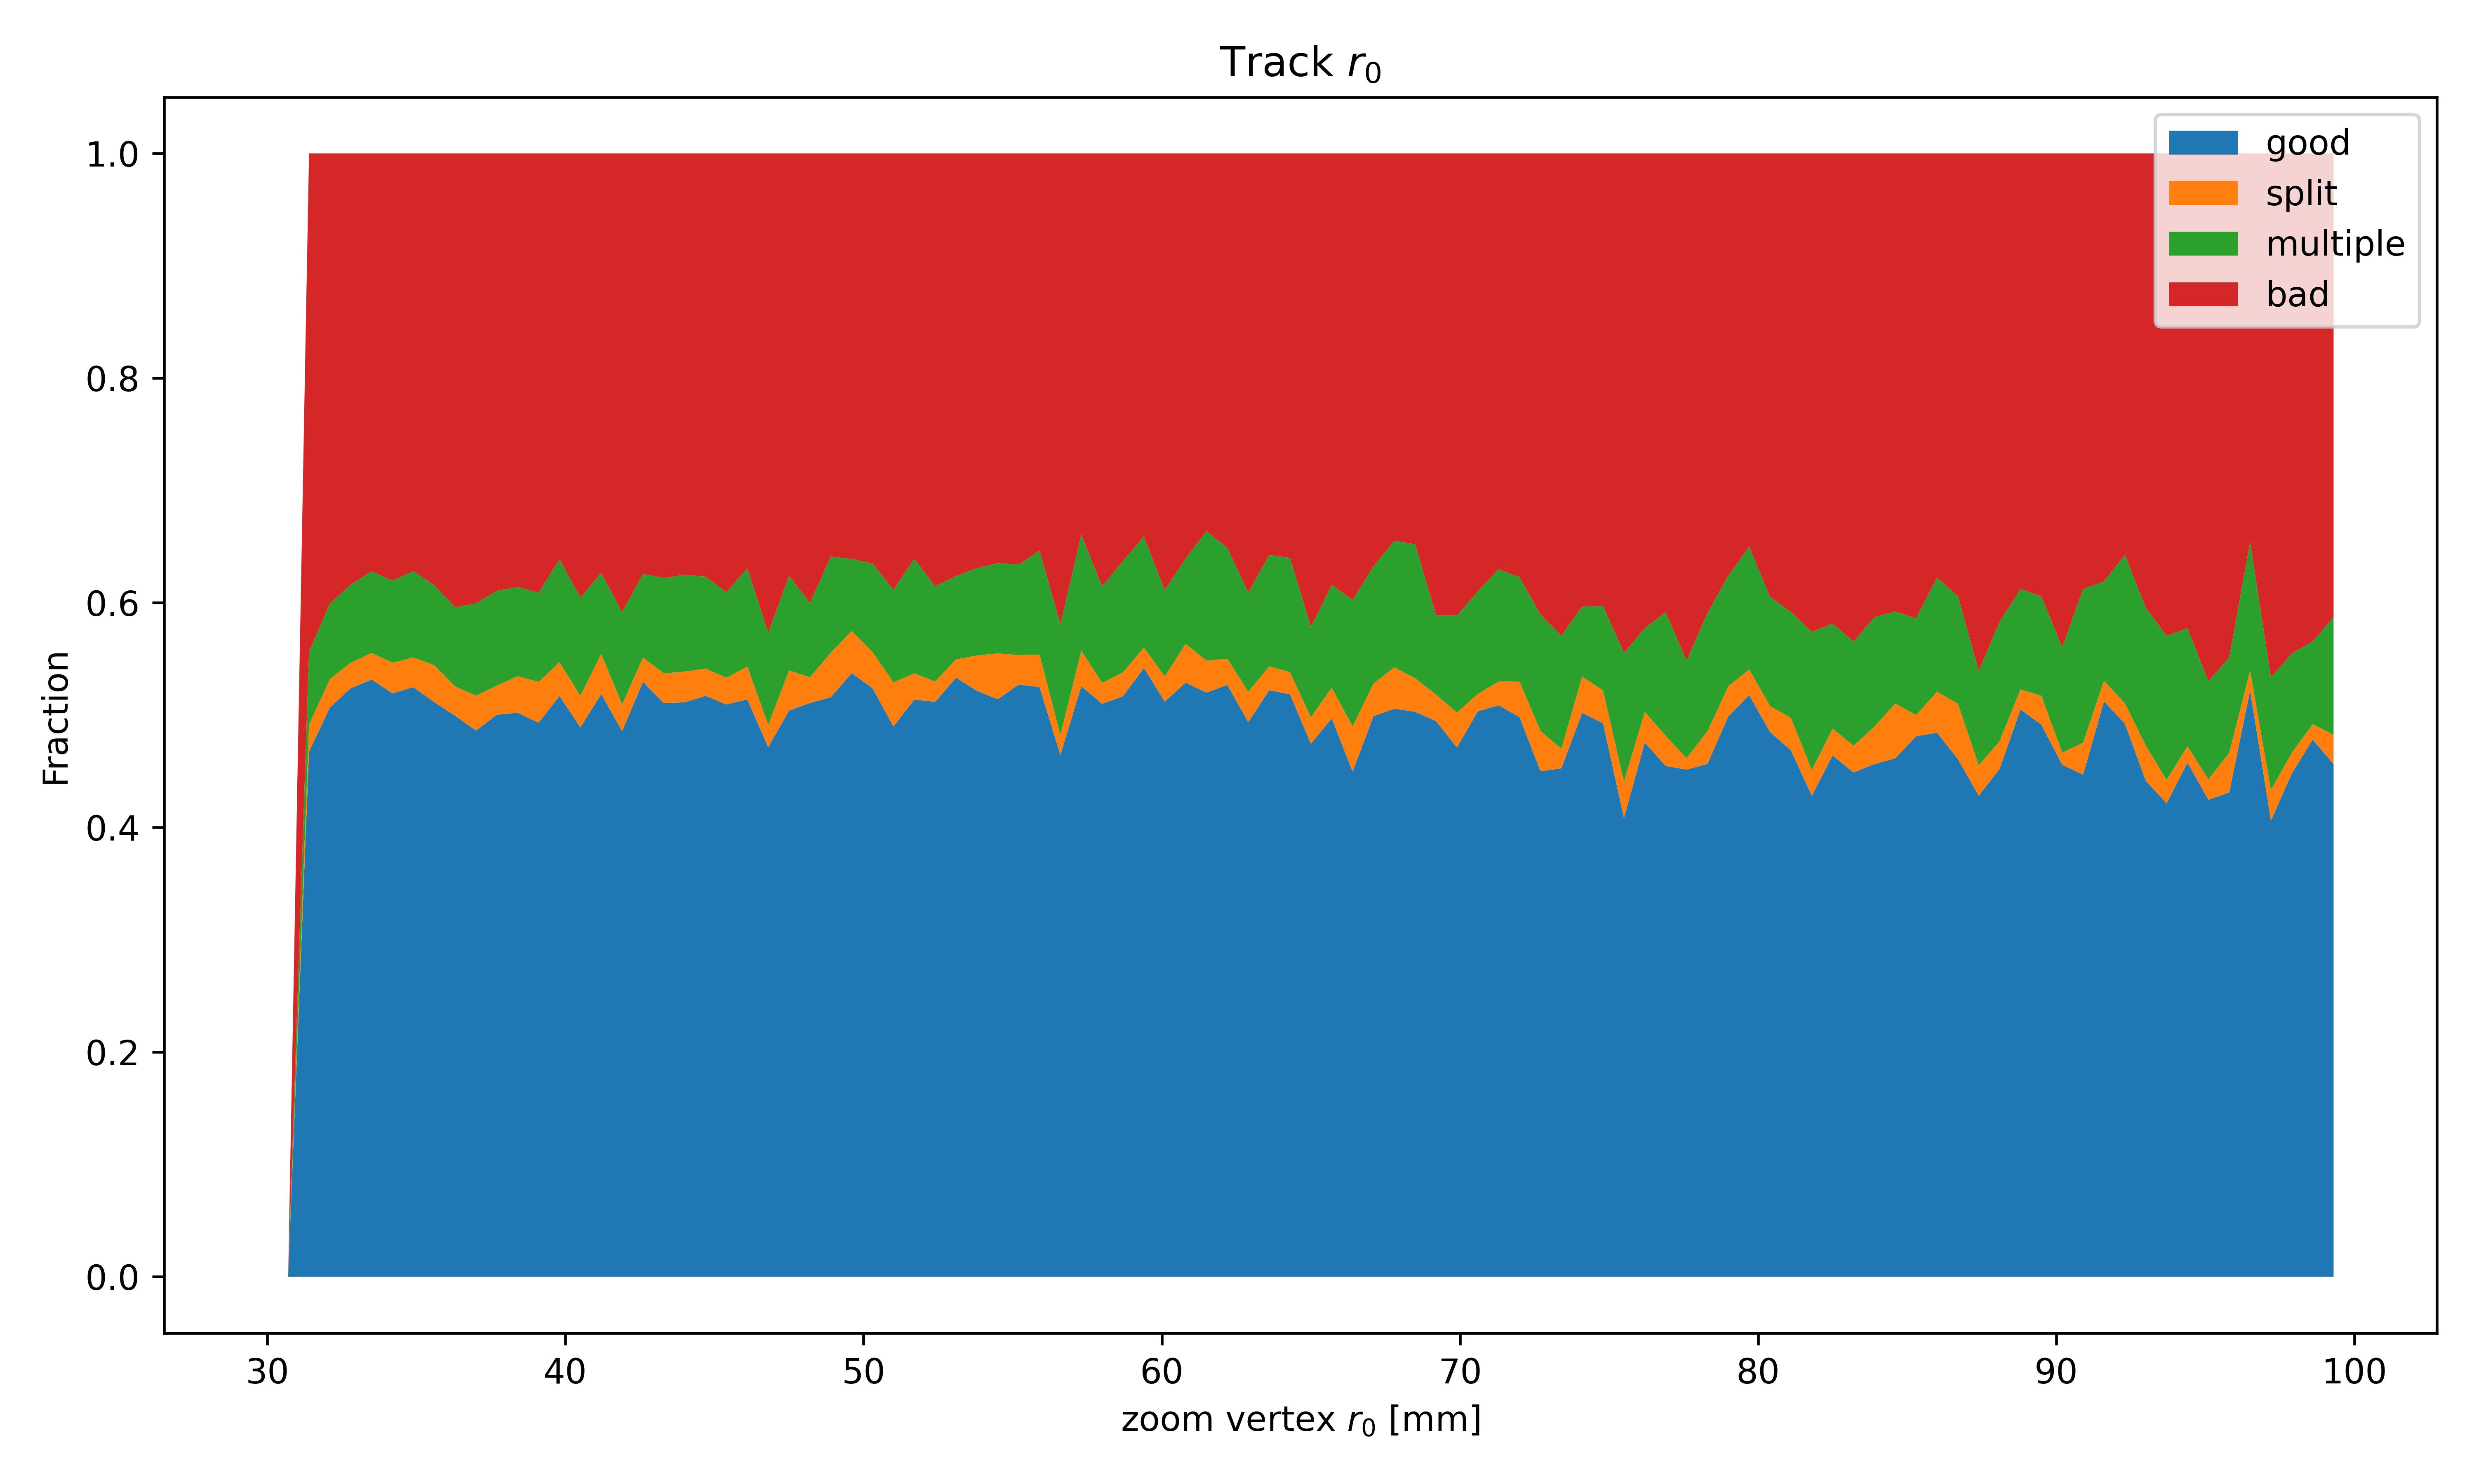 Track r₀
good
split
multiple
bad
Fraction
1.0
0.8
0.6
0.4
0.2
0.0
30 40 50 60 70 80 90 100
zoom vertex r₀ [mm]